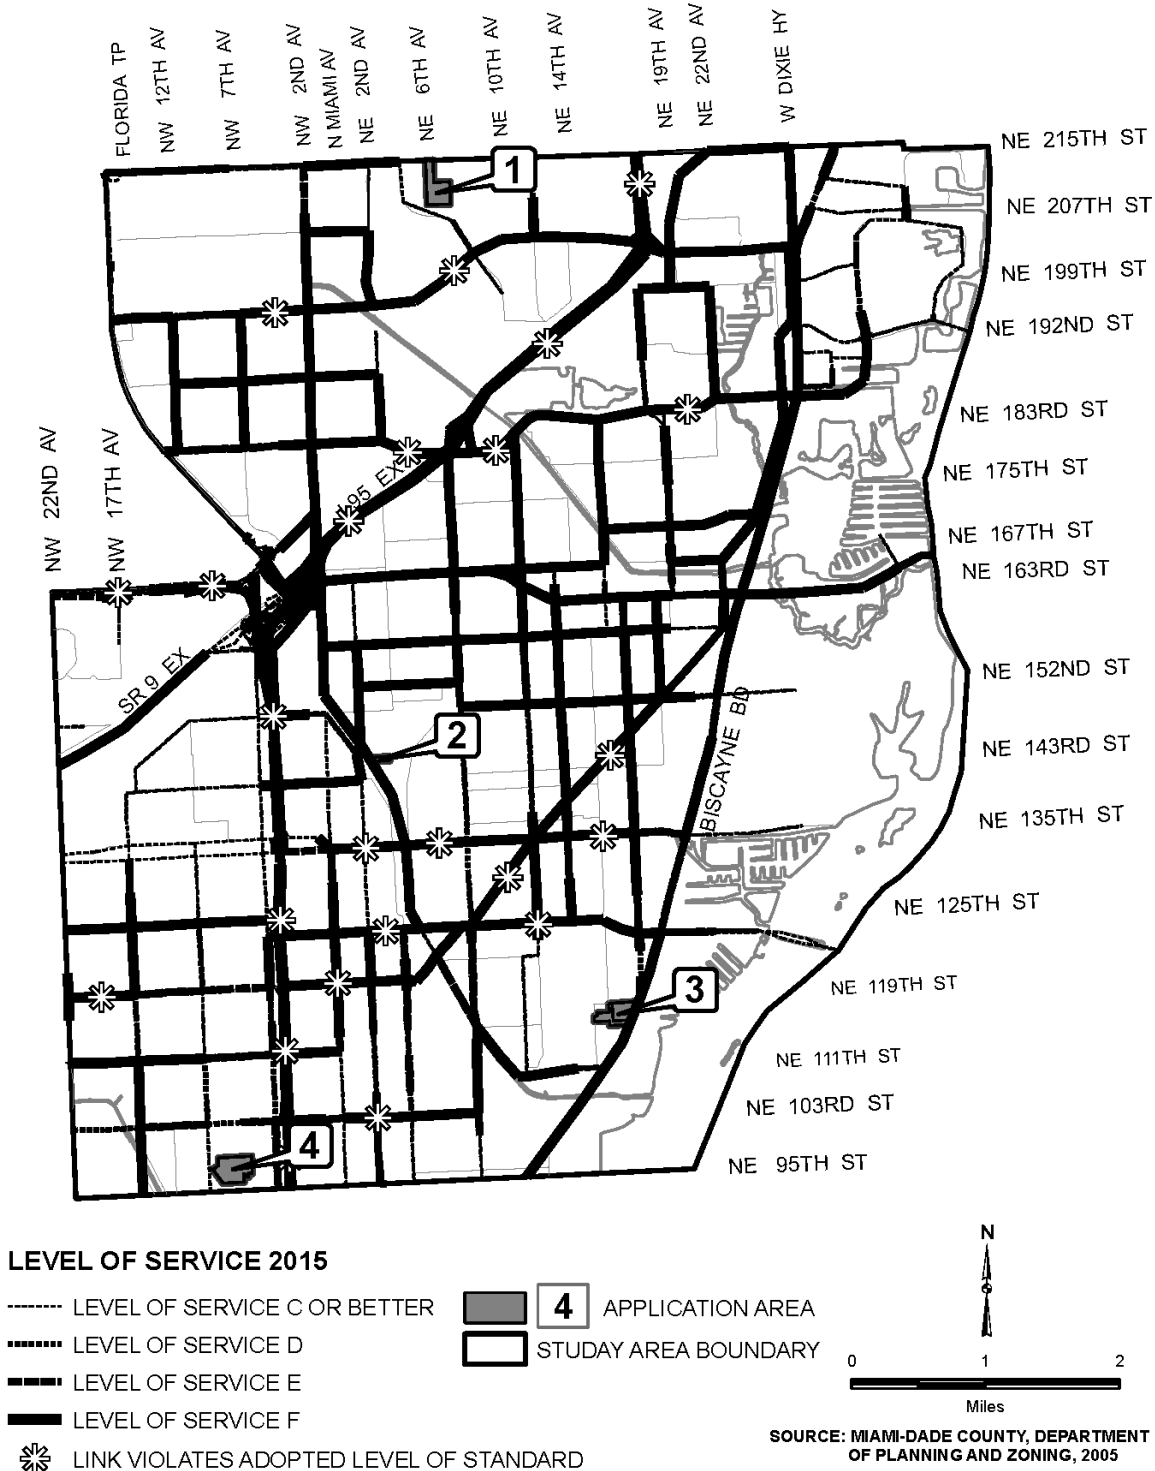 FLORIDA TP
NW 12TH AV
NW 7TH AV
NW 2ND AV
N MIAMI AV
NE 2ND AV
NE 6TH AV
NE 10TH AV
NE 14TH AV
NE 19TH AV
NE 22ND AV
W DIXIE HY
NE 215TH ST
1
NE 207TH ST
NE 199TH ST
NE 192ND ST
NE 183RD ST
NW 22ND AV
NW 17TH AV
95 EX
NE 175TH ST
NE 167TH ST
NE 163RD ST
SR 9 EX
NE 152ND ST
2
BISCAYNE BD
NE 143RD ST
NE 135TH ST
NE 125TH ST
3
NE 119TH ST
NE 111TH ST
NE 103RD ST
4
NE 95TH ST
N
LEVEL OF SERVICE 2015
LEVEL OF SERVICE C OR BETTER
4 APPLICATION AREA
LEVEL OF SERVICE D
STUDAY AREA BOUNDARY
LEVEL OF SERVICE E
0 1 2
Miles
LEVEL OF SERVICE F
LINK VIOLATES ADOPTED LEVEL OF STANDARD
SOURCE: MIAMI-DADE COUNTY, DEPARTMENT
OF PLANNING AND ZONING, 2005